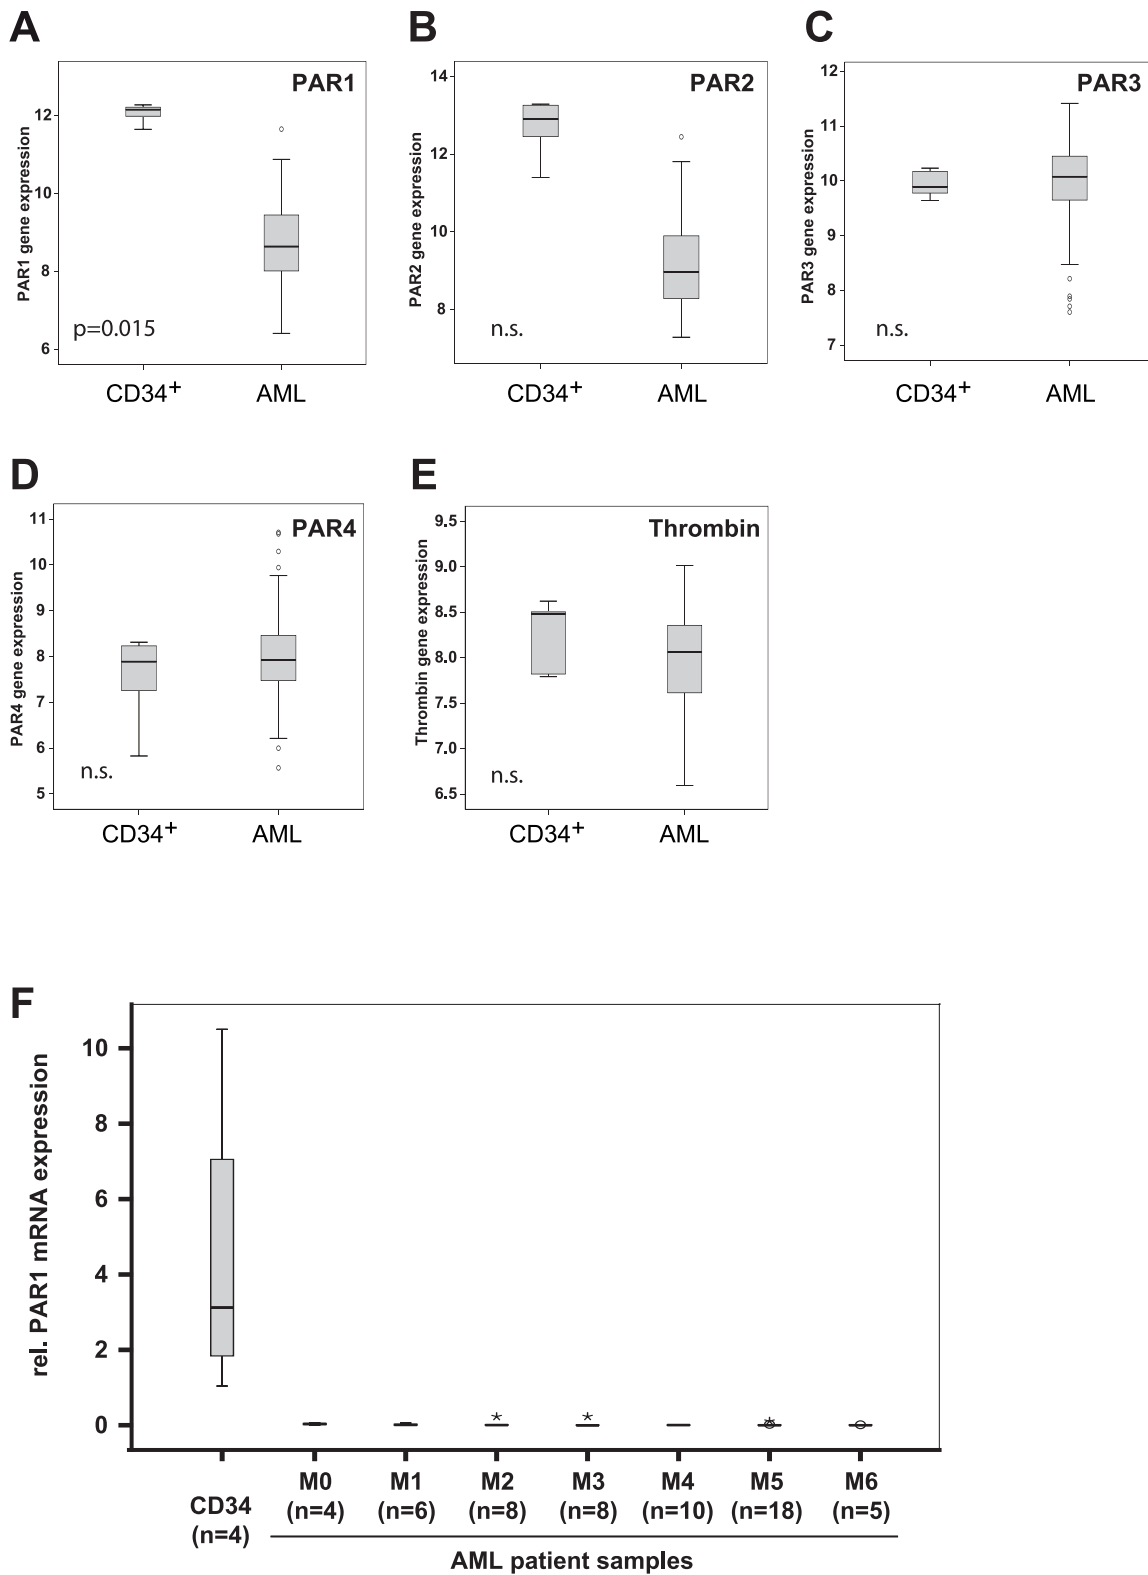 A
PAR1
PAR1 gene expression
12
10
8
6
p=0.015
CD34+
AML
B
PAR2
PAR2 gene expression
14
12
10
8
n.s.
CD34+
AML
C
PAR3
PAR3 gene expression
12
11
10
9
8
7
n.s.
CD34+
AML
D
PAR4
PAR4 gene expression
11
10
9
8
7
6
5
n.s.
CD34+
AML
E
Thrombin
Thrombin gene expression
9.5
9.0
8.5
8.0
7.5
7.0
6.5
n.s.
CD34+
AML
F
rel. PAR1 mRNA expression
10
8
6
4
2
0
CD34
(n=4)
M0 M1 M2 M3 M4 M5 M6
(n=4) (n=6) (n=8) (n=8) (n=10) (n=18) (n=5)
AML patient samples